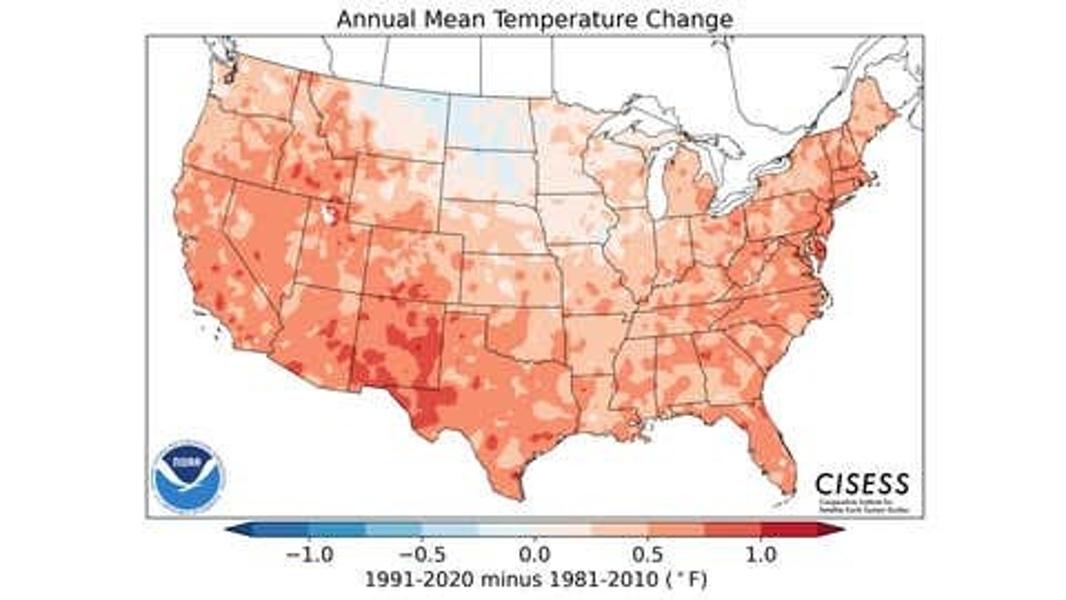 Annual Mean Temperature Change
NOAA
CISESS
Cooperative Institute for
Satellite Earth System Studies
−1.0 −0.5 0.0 0.5 1.0
1991-2020 minus 1981-2010 (°F)